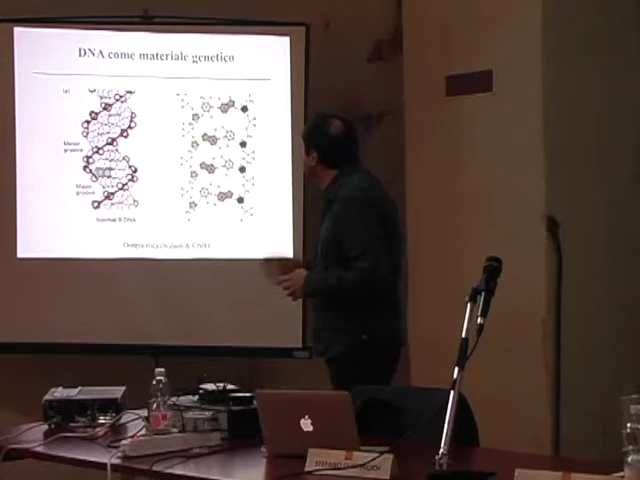 DNA come materiale genetico
(a)
Minor
groove
Major
groove
Normal B DNA
Doppia elica (Watson & Crick)
STEFANO